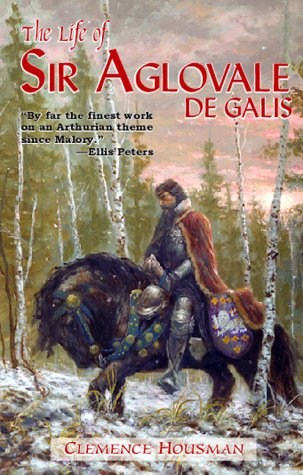 The Life of
SIR AGLOVALE
DE GALIS
"By far the finest work
on an Arthurian theme
since Malory."
—Ellis Peters
CLEMENCE HOUSMAN